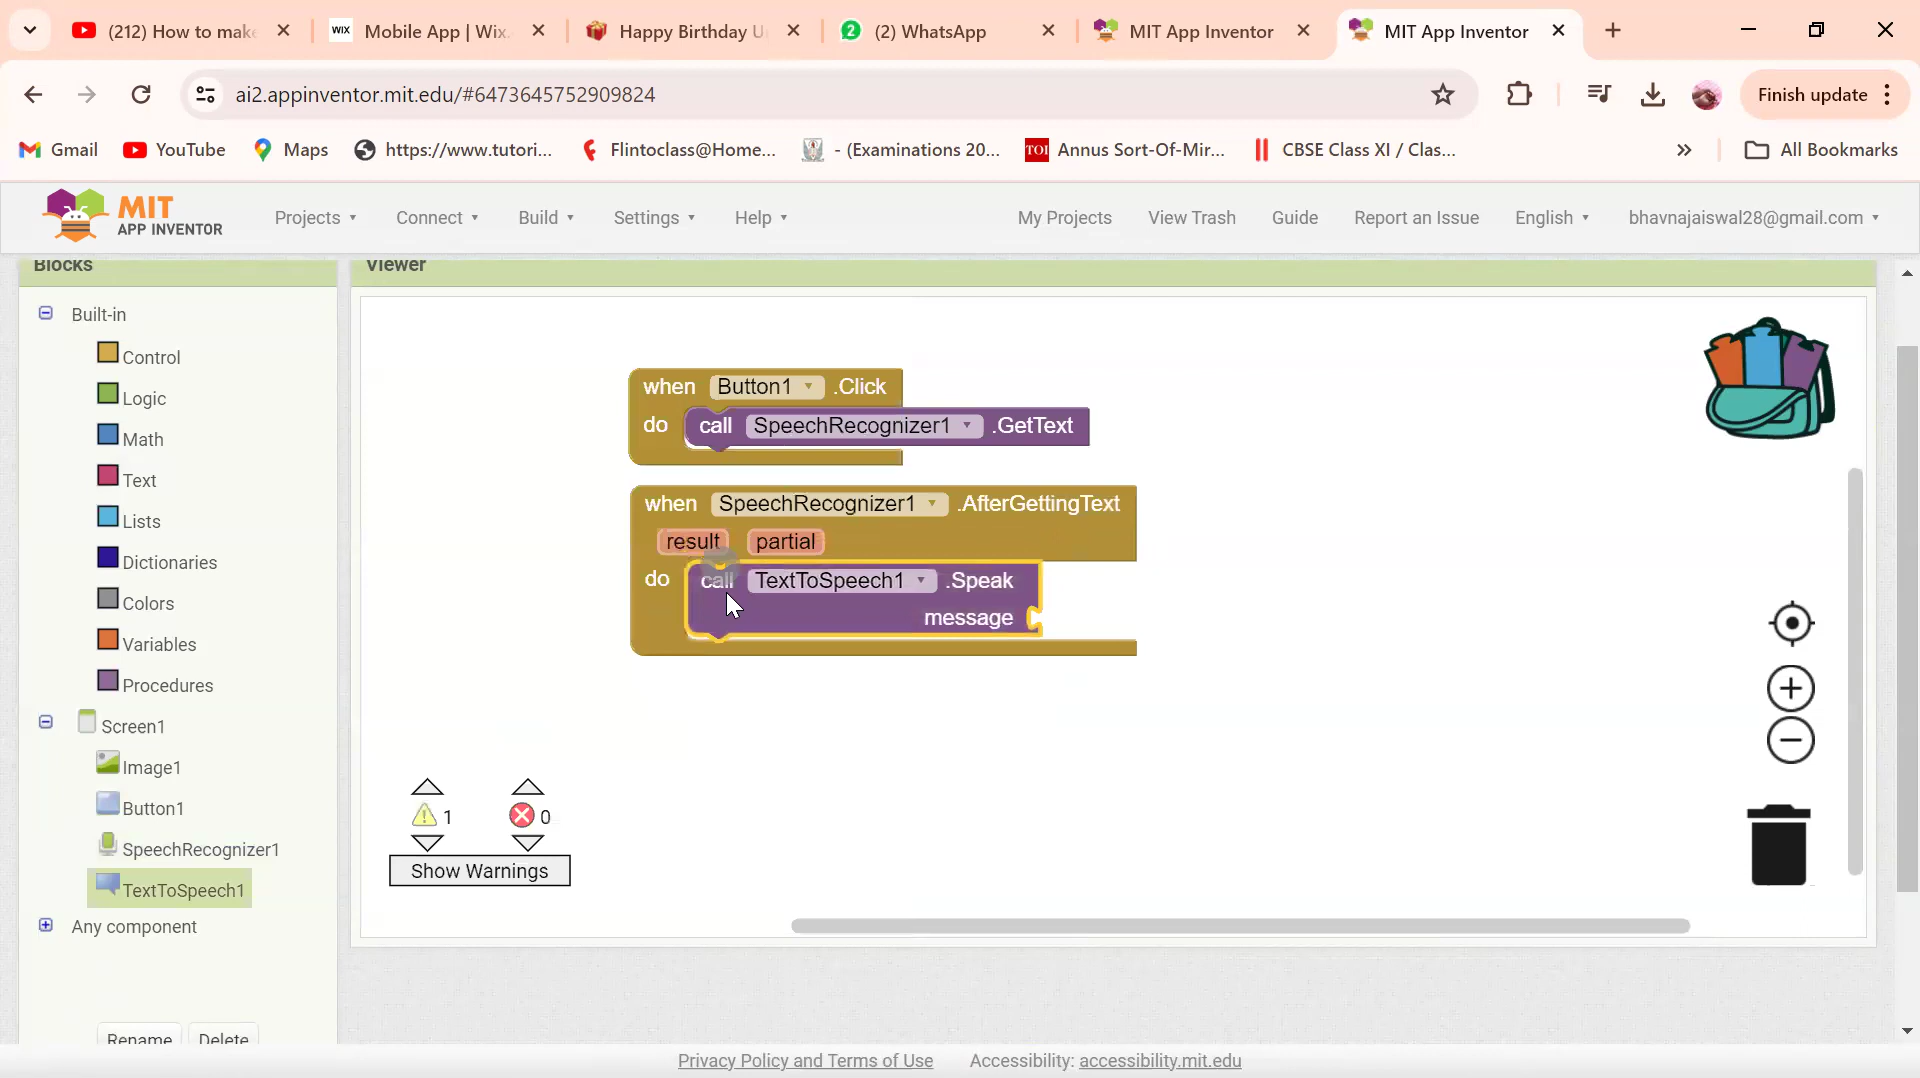 (212) How to make
WIX
Mobile App | Wix.
Happy Birthday U
2
(2) WhatsApp
MIT App Inventor
MIT App Inventor
ai2.appinventor.mit.edu/#6473645752909824
Finish update
Gmail
YouTube
Maps
https://www.tutori...
Flintoclass@Home...
- (Examinations 20...
TOI
Annus Sort-Of-Mir...
CBSE Class XI / Clas...
All Bookmarks
MIT
APP INVENTOR
Projects
Connect
Build
Settings
Help
My Projects
View Trash
Guide
Report an Issue
English
bhavnajaiswal28@gmail.com
Blocks
Viewer
Built-in
Control
Logic
Math
Text
Lists
Dictionaries
Colors
Variables
Procedures
Screen1
Image1
Button1
SpeechRecognizer1
TextToSpeech1
Any component
Rename
Delete
when Button1 .Click
do call SpeechRecognizer1 .GetText
when SpeechRecognizer1 .AfterGettingText
result partial
do call TextToSpeech1 .Speak
message
1
0
Show Warnings
Privacy Policy and Terms of Use
Accessibility: accessibility.mit.edu